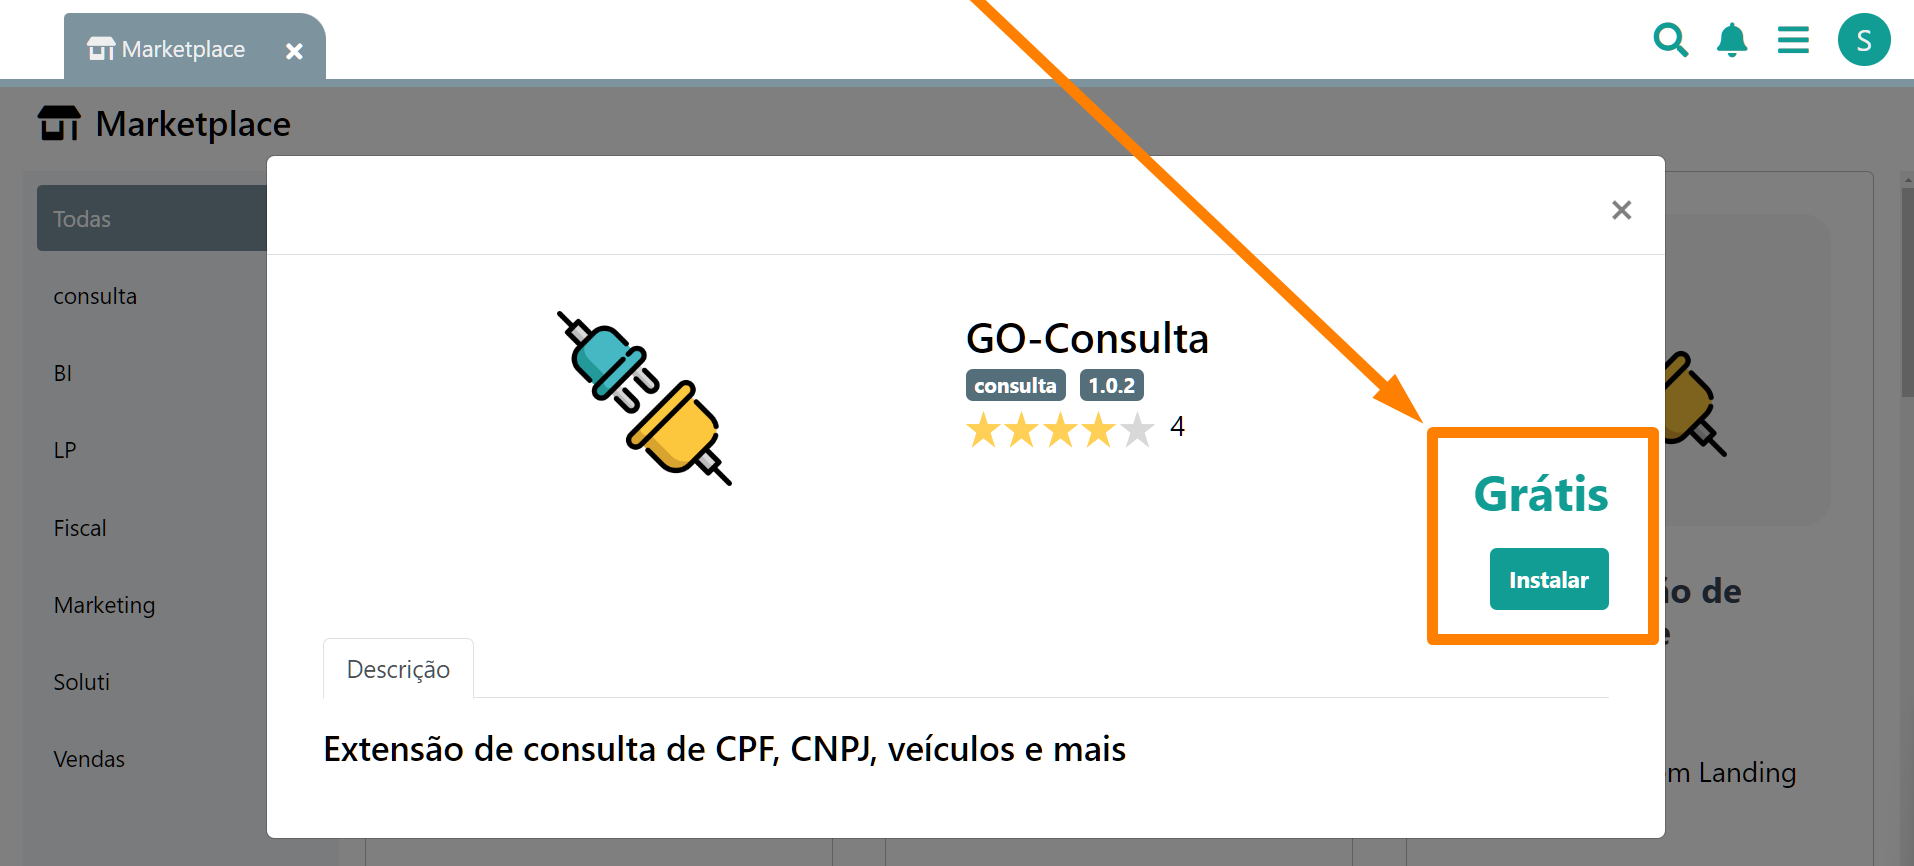 Marketplace
S
Marketplace
Todas
consulta
BI
LP
Fiscal
Marketing
Soluti
Vendas
GO-Consulta
consulta 1.0.2
4
Grátis
Instalar
Descrição
Extensão de consulta de CPF, CNPJ, veículos e mais
de
Landing